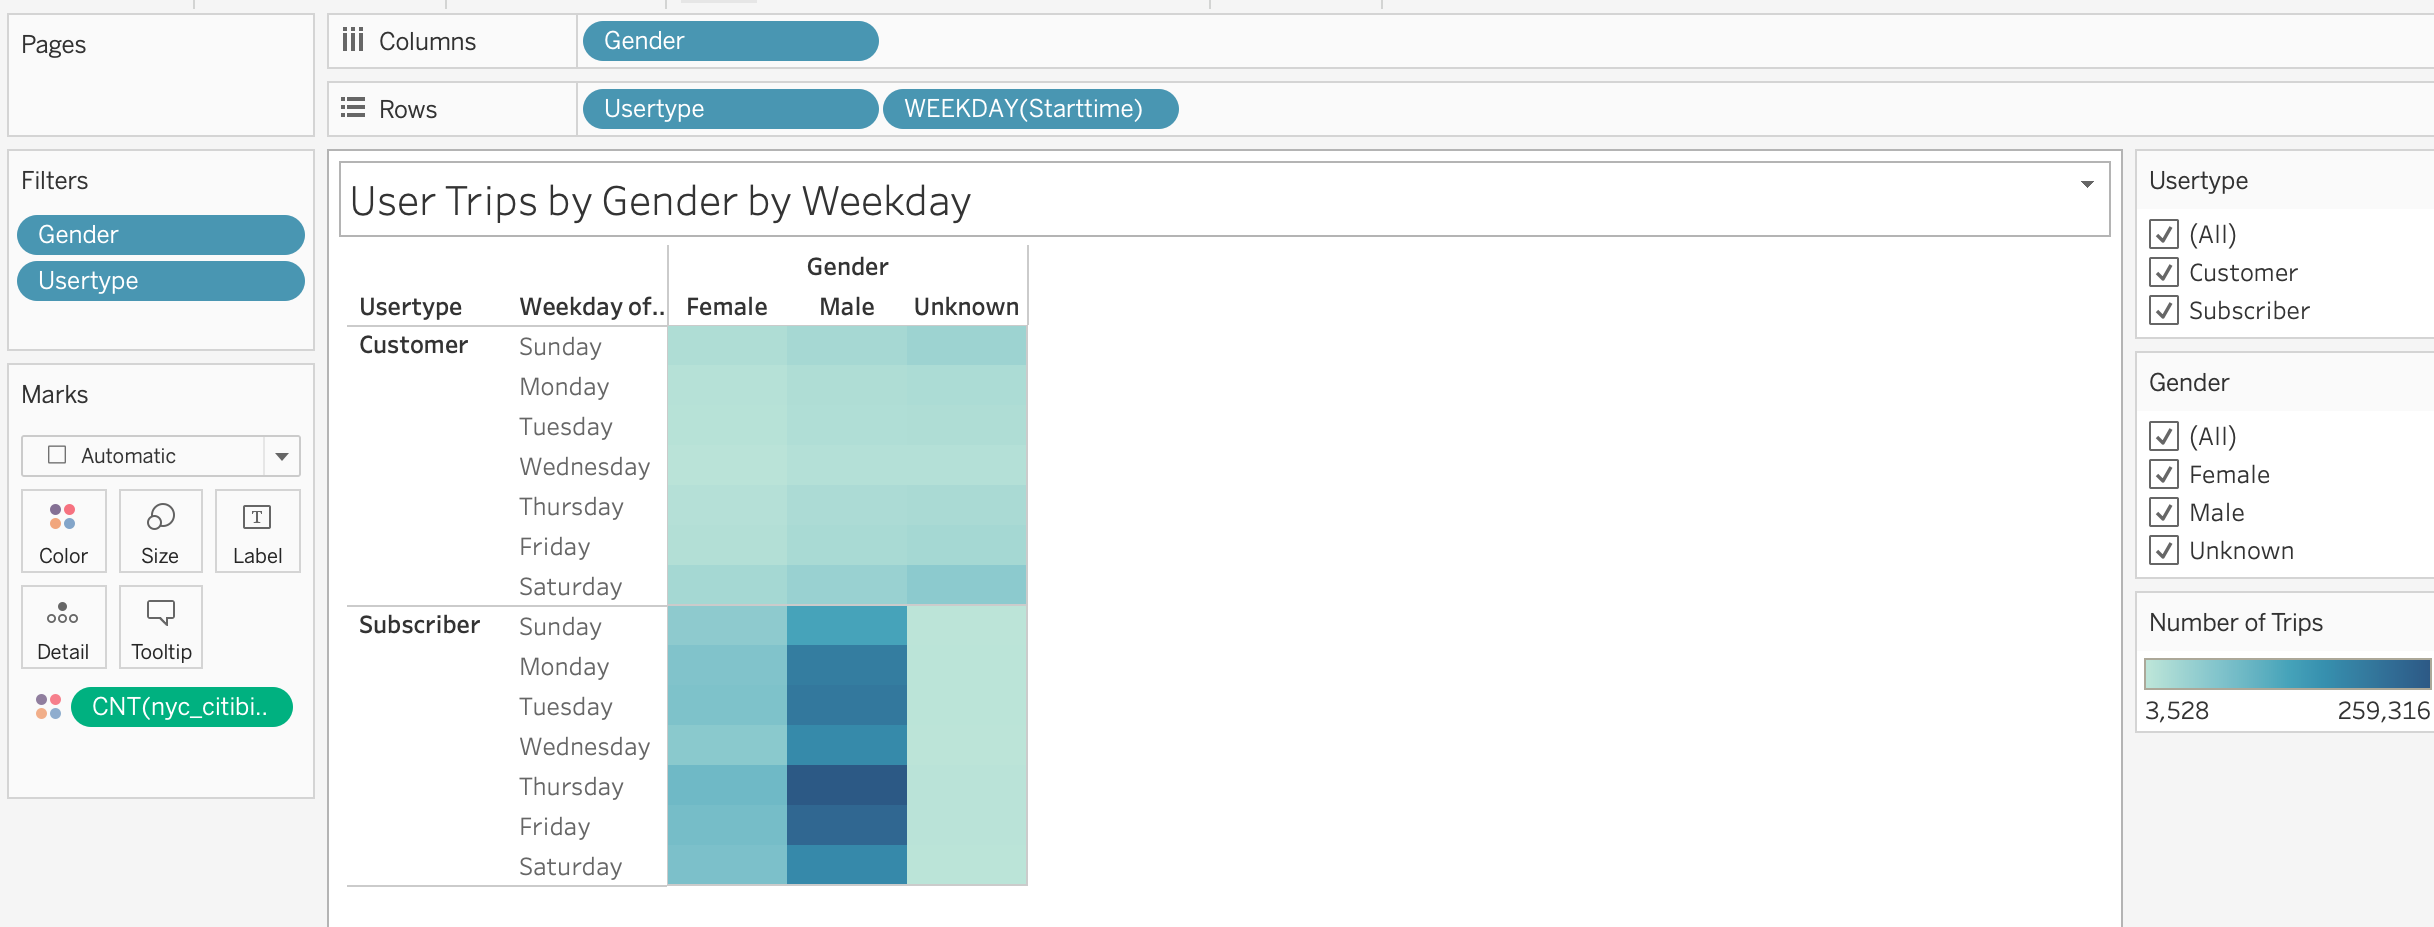 Pages
Columns
Gender
Rows
Usertype
WEEKDAY(Starttime)
Filters
Gender
Usertype
Marks
Automatic
Color
Size
T
Label
Detail
Tooltip
CNT(nyc_citibi..
User Trips by Gender by Weekday
Gender
Usertype Weekday of.. Female Male Unknown
Customer Sunday
Monday
Tuesday
Wednesday
Thursday
Friday
Saturday
Subscriber Sunday
Monday
Tuesday
Wednesday
Thursday
Friday
Saturday
Usertype
(All)
Customer
Subscriber
Gender
(All)
Female
Male
Unknown
Number of Trips
3,528 259,316